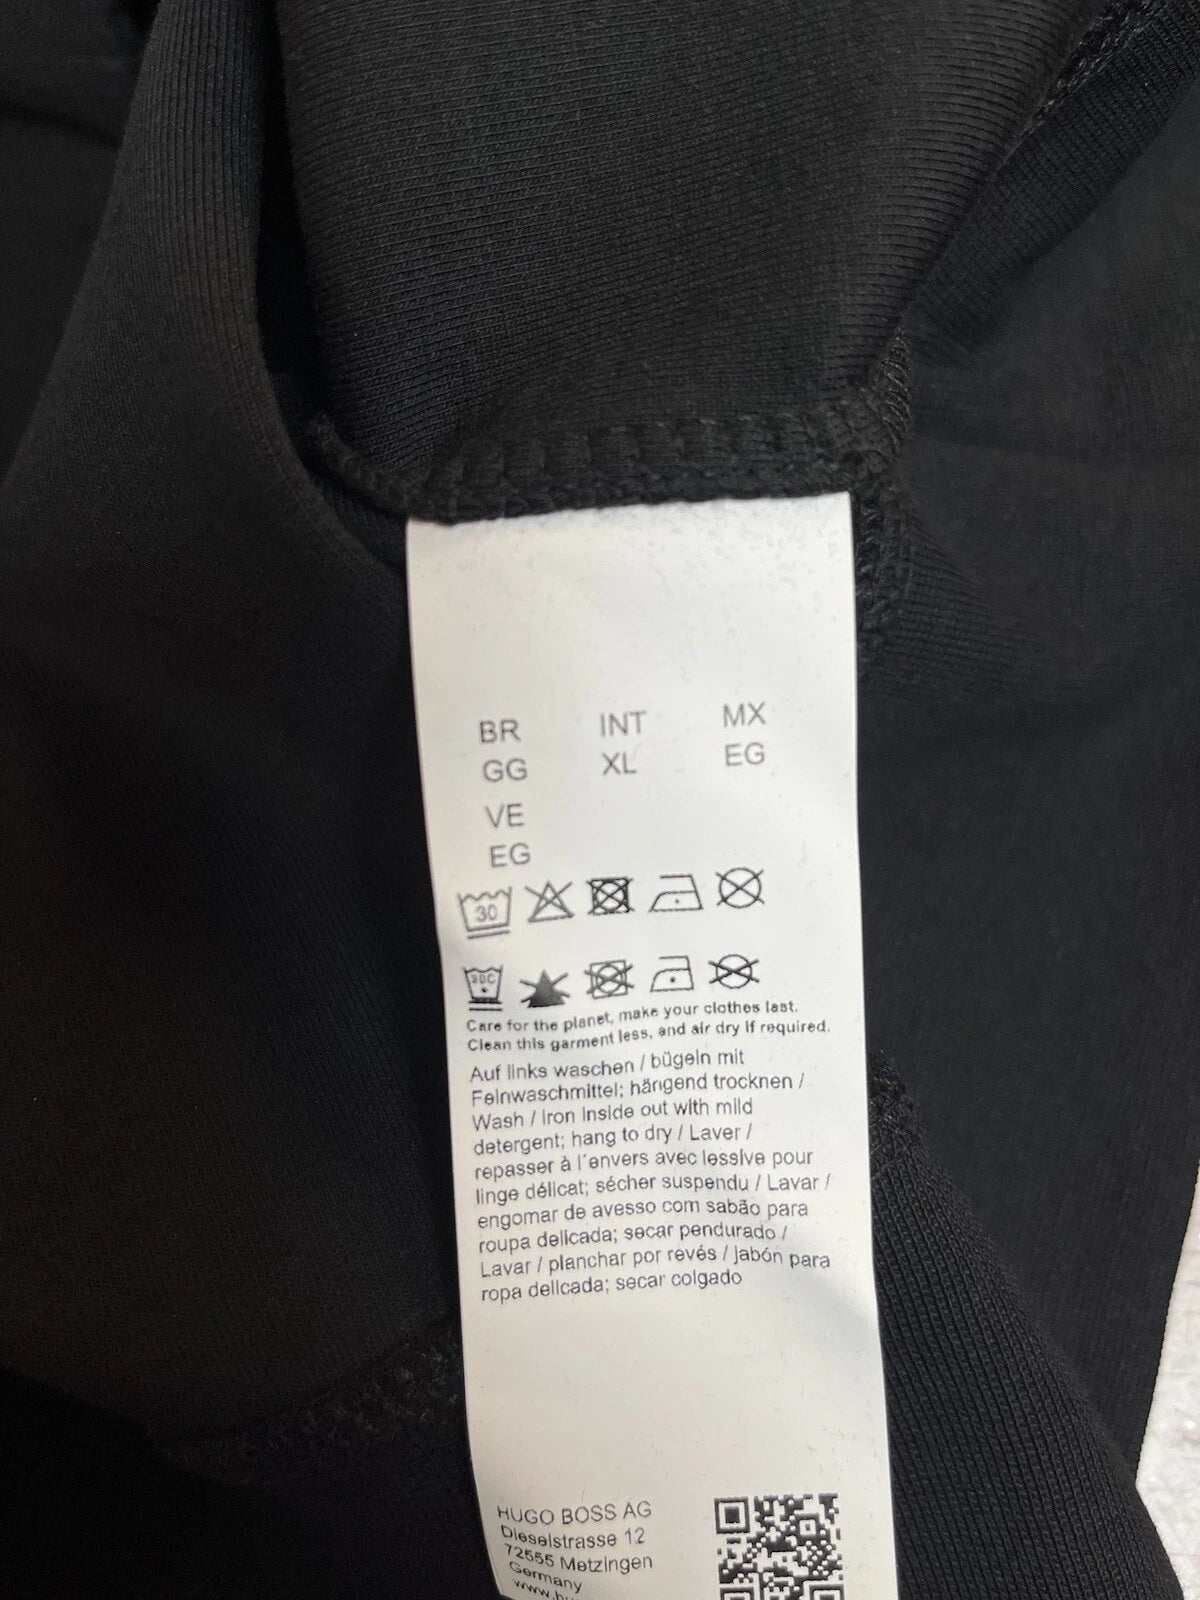 BR INT MX
GG XL EG
VE
EG
30
30C
Care for the planet, make your clothes last.
Clean this garment less, and air dry if required.
Auf links waschen / bügeln mit
Feinwaschmittel; hängend trocknen /
Wash / iron inside out with mild
detergent; hang to dry / Laver /
repasser à l'envers avec lessive pour
linge délicat; sécher suspendu / Lavar /
engomar de avesso com sabão para
roupa delicada; secar pendurado /
Lavar / planchar por revés / jabón para
ropa delicada; secar colgado
HUGO BOSS AG
Dieselstrasse 12
72555 Metzingen
Germany